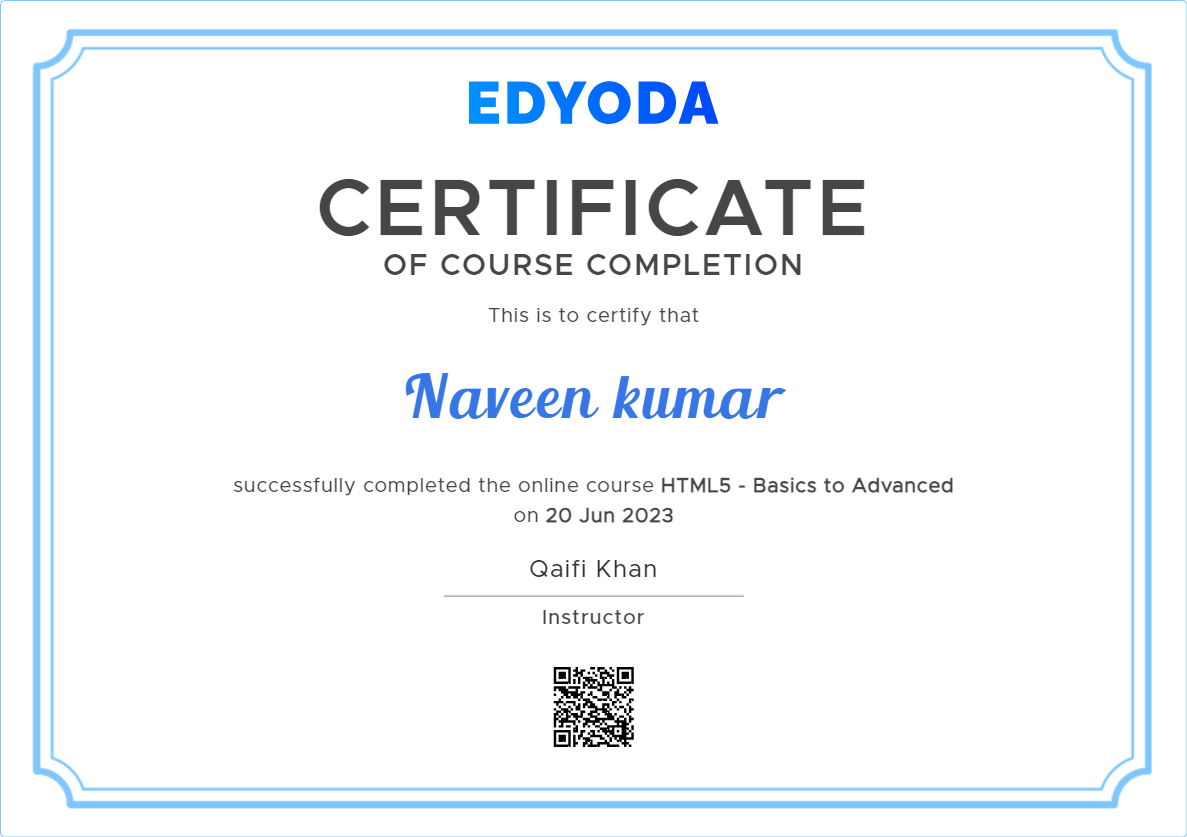 EDYODA
CERTIFICATE
OF COURSE COMPLETION
This is to certify that
Naveen kumar
successfully completed the online course HTML5 - Basics to Advanced
on 20 Jun 2023
Qaifi Khan
Instructor